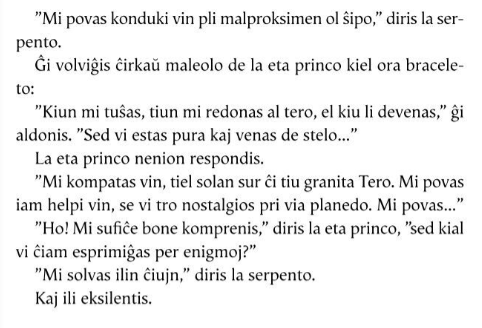 ”Mi povas konduki vin pli malproksimen ol ŝipo,” diris la ser-
pento.
Ĝi volviĝis ĉirkaŭ maleolo de la eta princo kiel ora bracele-
to:
”Kiun mi tuŝas, tiun mi redonas al tero, el kiu li devenas,” ĝi
aldonis. ”Sed vi estas pura kaj venas de stelo...”
La eta princo nenion respondis.
”Mi kompatas vin, tiel solan sur ĉi tiu granita Tero. Mi povas
iam helpi vin, se vi tro nostalgios pri via planedo. Mi povas...”
”Ho! Mi sufiĉe bone komprenis,” diris la eta princo, ”sed kial
vi ĉiam esprimiĝas per enigmoj?”
”Mi solvas ilin ĉiujn,” diris la serpento.
Kaj ili eksilentis.